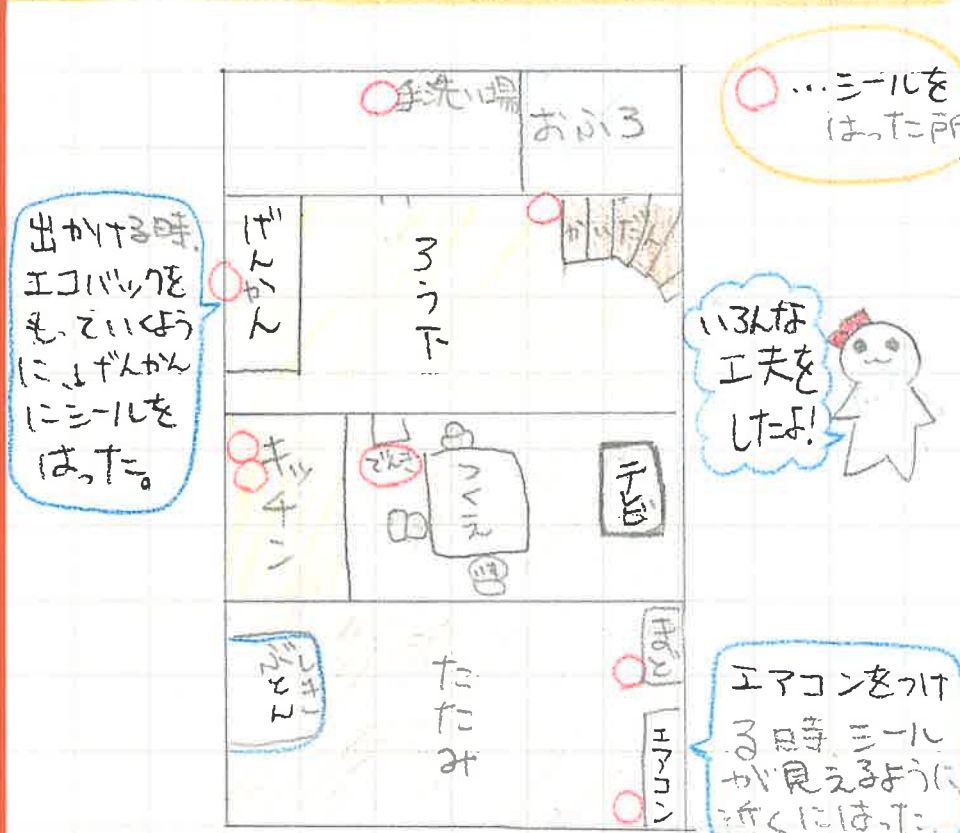 …シールを
はった所
手洗い場
おふろ
出かける時、
エコバックを
もっていくよう
に、げんかん
にシールを
はった。
げんかん
ろう下
かいだん
いろんな
工夫を
したよ!
キッチン
でんき
つくえ
いす
テレビ
まど
ざしき
ぶとん
たたみ
エアコン
エアコンをつけ
る時シール
が見えるように
近くにはった